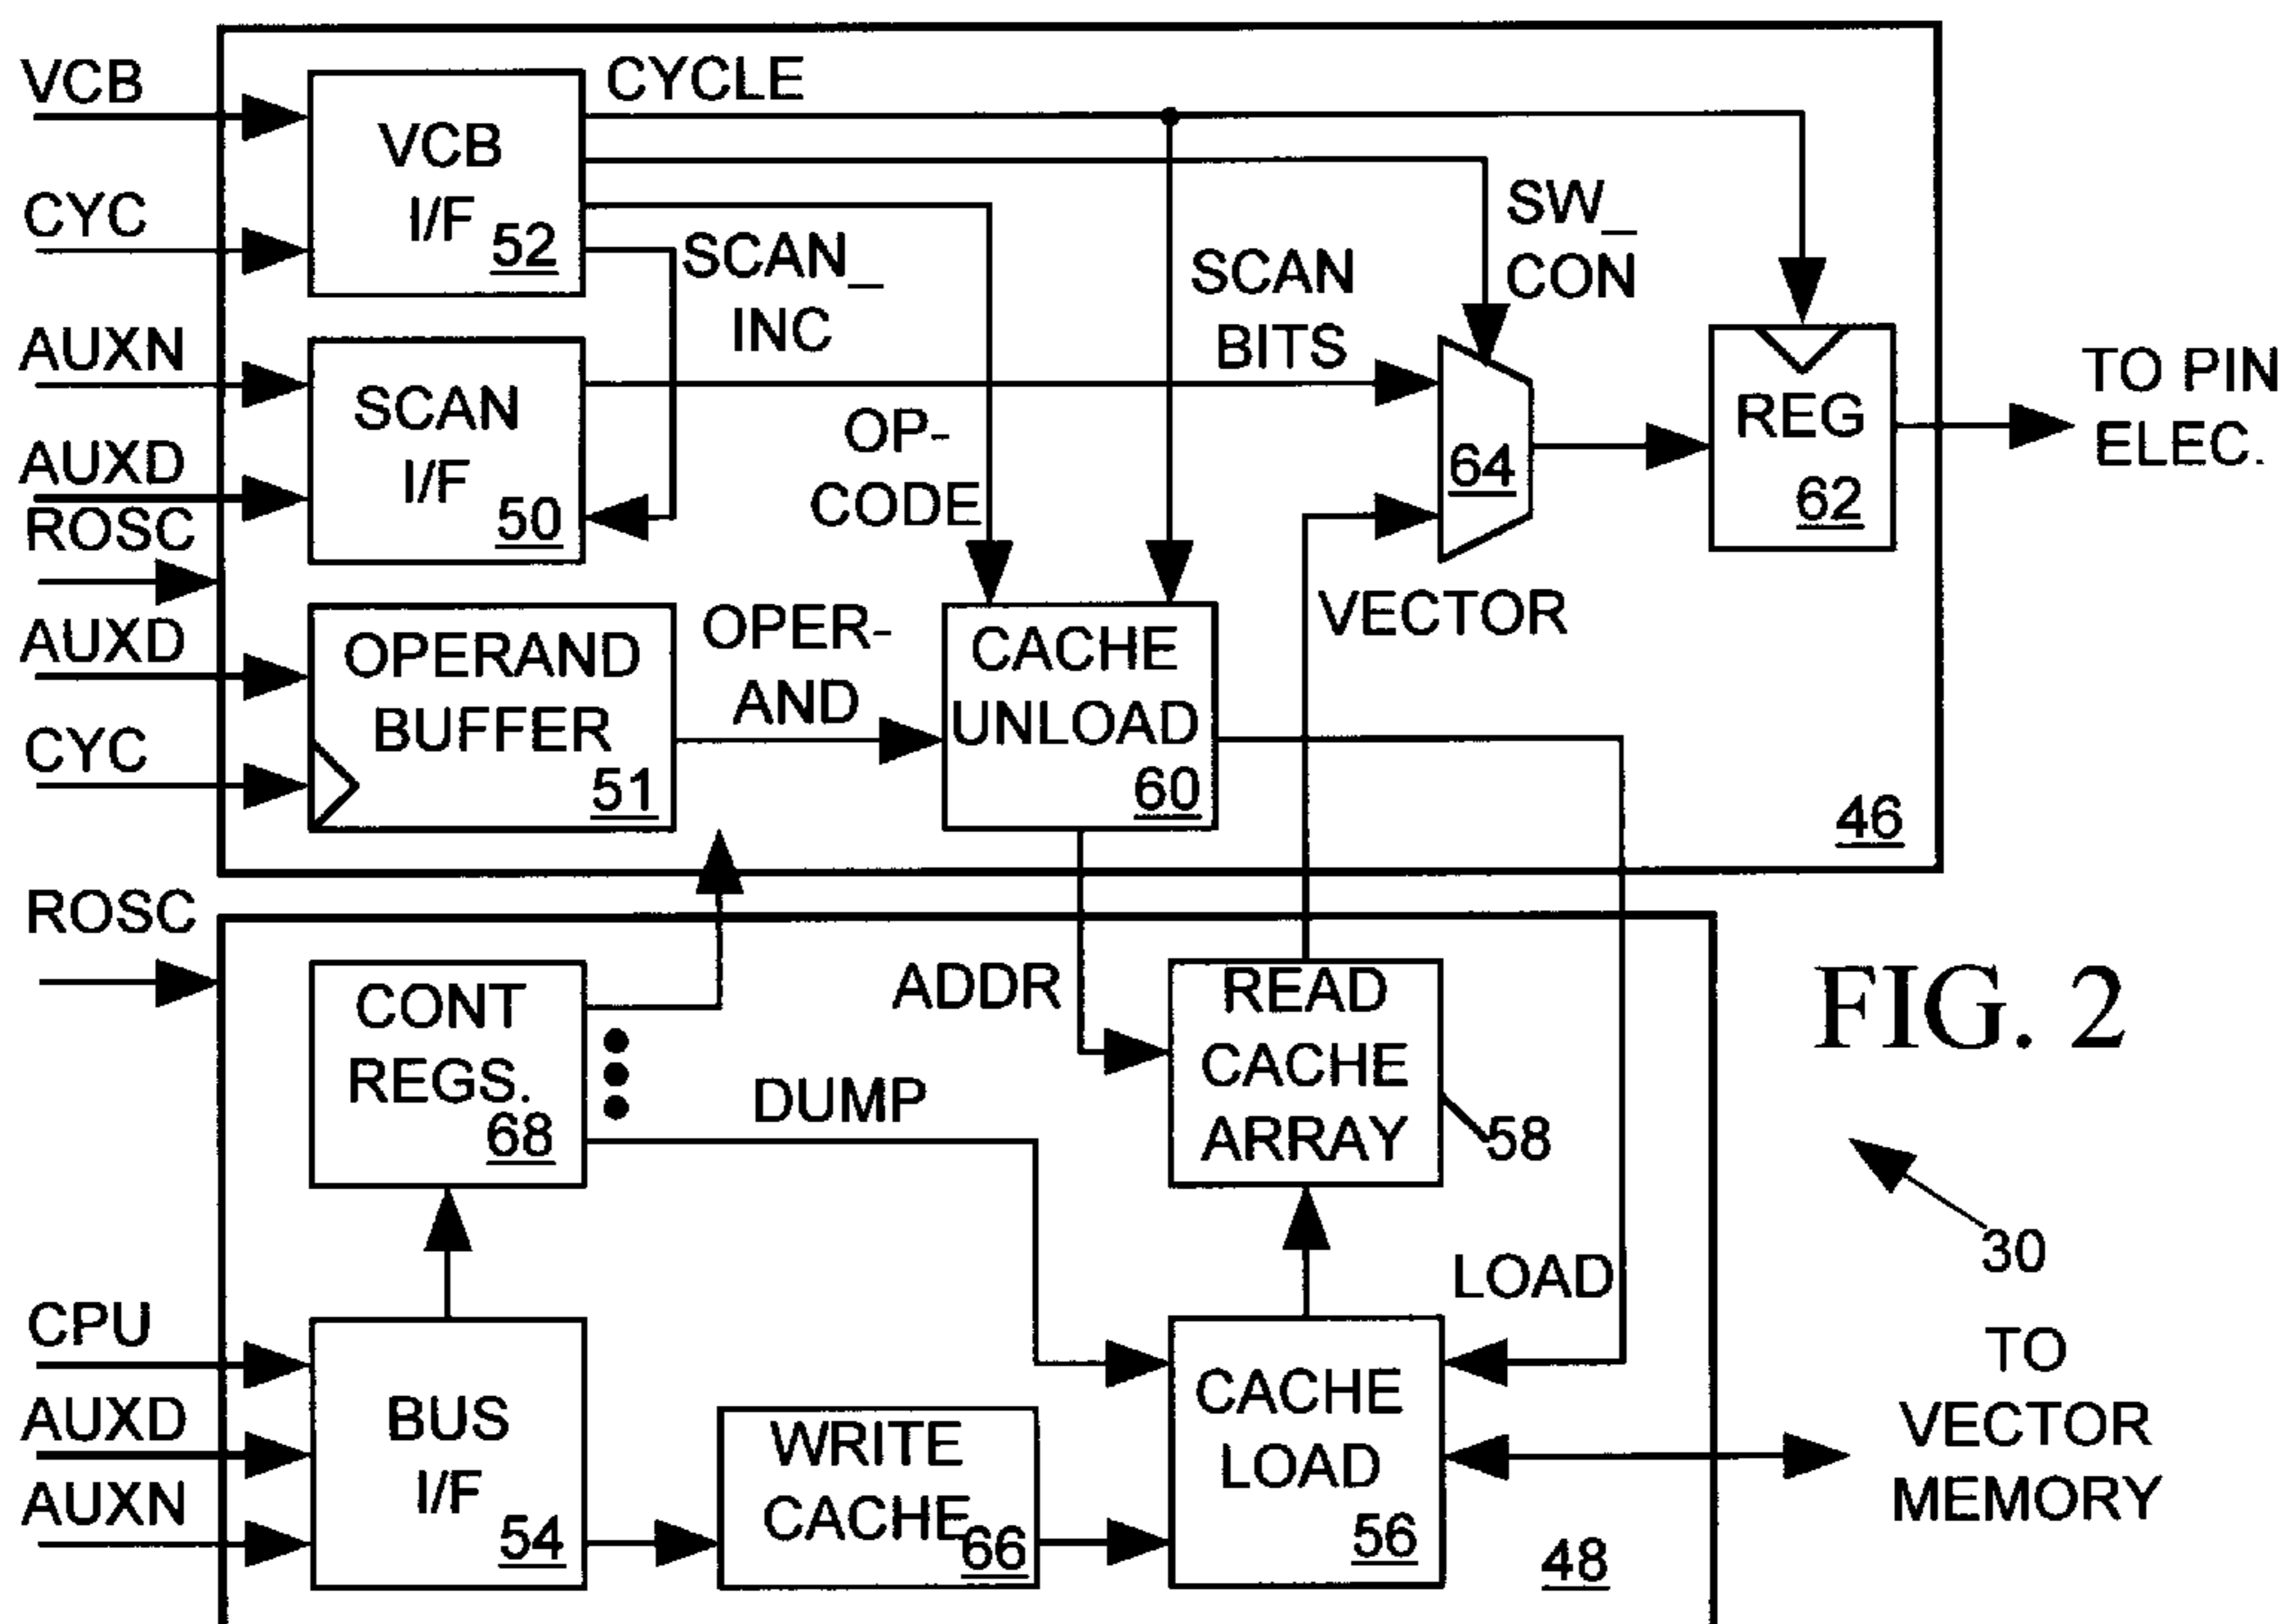 VCB
CYC
AUXN
AUXD
ROSC
AUXD
CYC
VCB
I/F
52
CYCLE
SCAN_
INC
SCAN
I/F
50
OP-
CODE
SCAN
BITS
SW_
CON
64
REG
62
TO PIN
ELEC.
OPERAND
BUFFER
51
OPER-
AND
CACHE
UNLOAD
60
VECTOR
46
ROSC
CONT
REGS.
68
DUMP
ADDR
READ
CACHE
ARRAY
58
FIG. 2
30
LOAD
CPU
AUXD
AUXN
BUS
I/F
54
WRITE
CACHE
66
CACHE
LOAD
56
48
TO
VECTOR
MEMORY